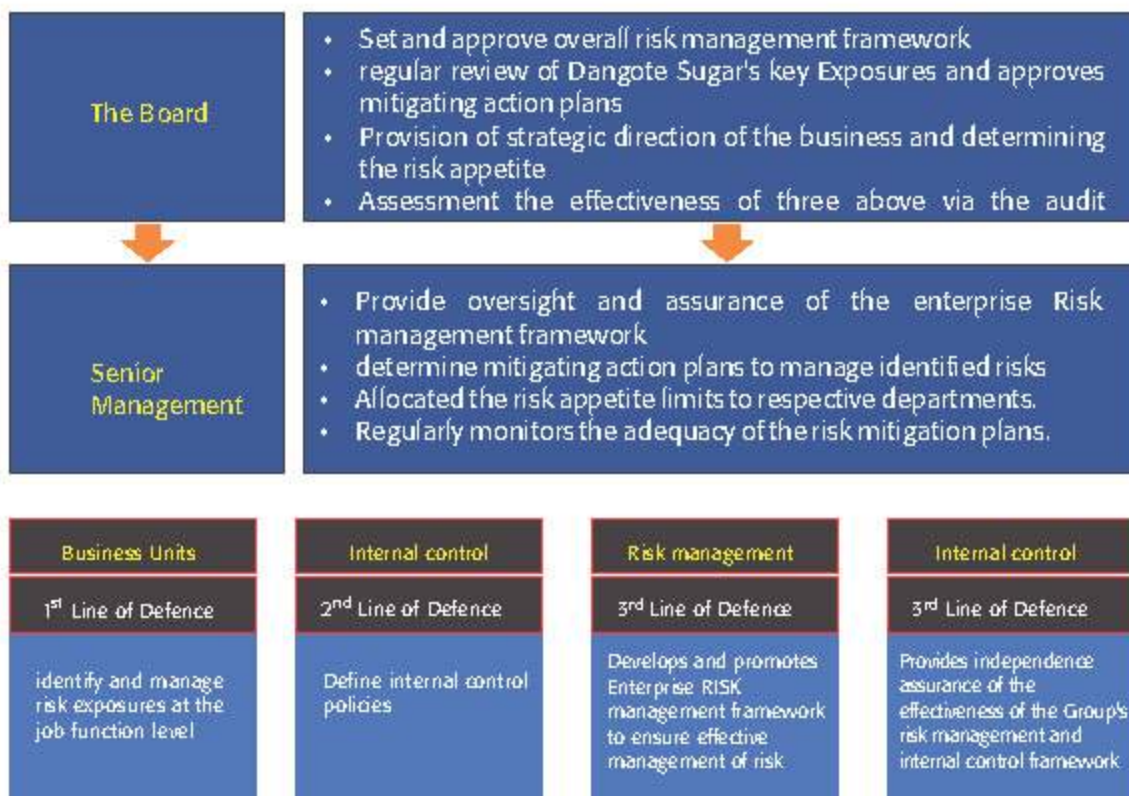 The Board
• Set and approve overall risk management framework
• regular review of Dangote Sugar's key Exposures and approves
mitigating action plans
• Provision of strategic direction of the business and determining
the risk appetite
• Assessment the effectiveness of three above via the audit
Senior
Management
• Provide oversight and assurance of the enterprise Risk
management framework
• determine mitigating action plans to manage identified risks
• Allocated the risk appetite limits to respective departments.
• Regularly monitors the adequacy of the risk mitigation plans.
Business Units
1st Line of Defence
identify and manage
risk exposures at the
job function level
Internal control
2nd Line of Defence
Define internal control
policies
Risk management
3rd Line of Defence
Develops and promotes
Enterprise RISK
management framework
to ensure effective
management of risk
Internal control
3rd Line of Defence
Provides independence
assurance of the
effectiveness of the Group's
risk management and
internal control framework